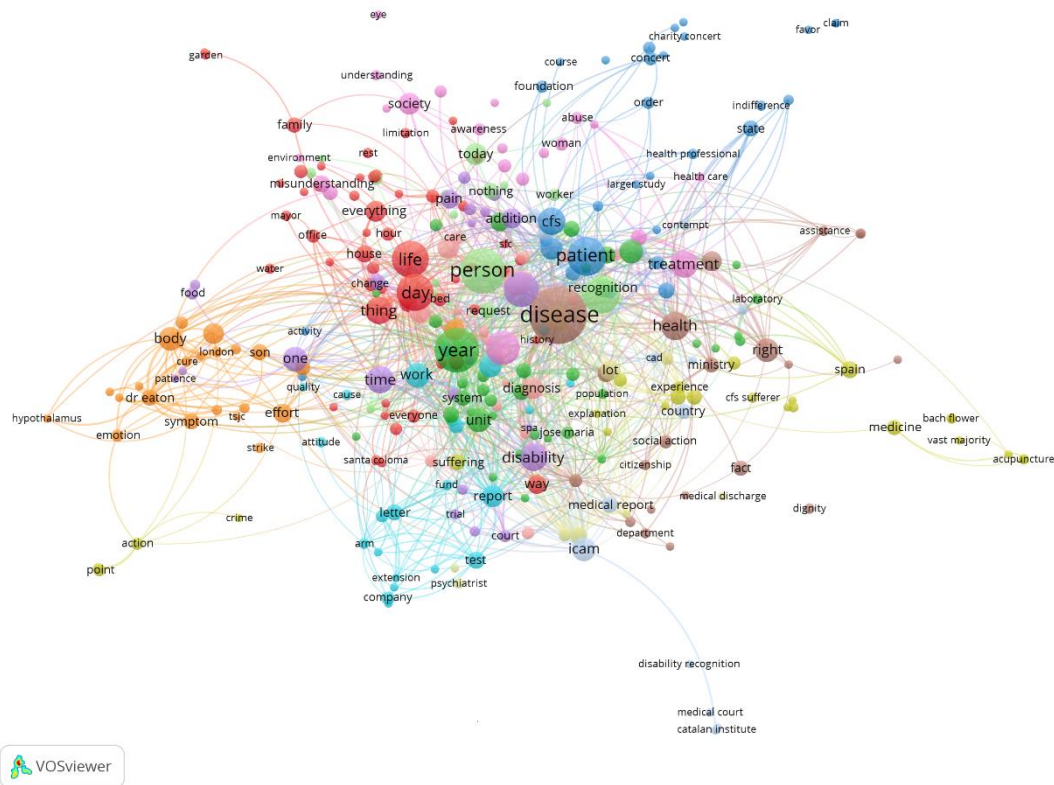 eye
claim
charity concert
favor
garden
concert
course
understanding
foundation
society
order
indifference
abuse
family
state
awareness
limitation
woman
today
rest
health professional
environment
misunderstanding
health care
larger study
nothing
worker
pain
everything
mayor
addition
cfs
contempt
hour
assistance
office
care
sfc
house
patient
life
treatment
water
person
change
recognition
food
day
bed
laboratory
thing
request
disease
health
activity
history
body
london
year
son
right
one
cad
cure
lot
ministry
spain
patience
time
work
quality
diagnosis
experience
cause
population
dr eaton
system
cfs sufferer
country
effort
everyone
explanation
hypothalamus
symptom
tsjc
unit
spa
jose maria
medicine
bach flower
emotion
attitude
social action
vast majority
strike
disability
santa coloma
suffering
citizenship
acupuncture
fact
fund
way
report
medical discharge
medical report
letter
trial
dignity
crime
department
court
action
arm
icam
test
point
extension
psychiatrist
company
disability recognition
medical court
catalan institute
VOSviewer